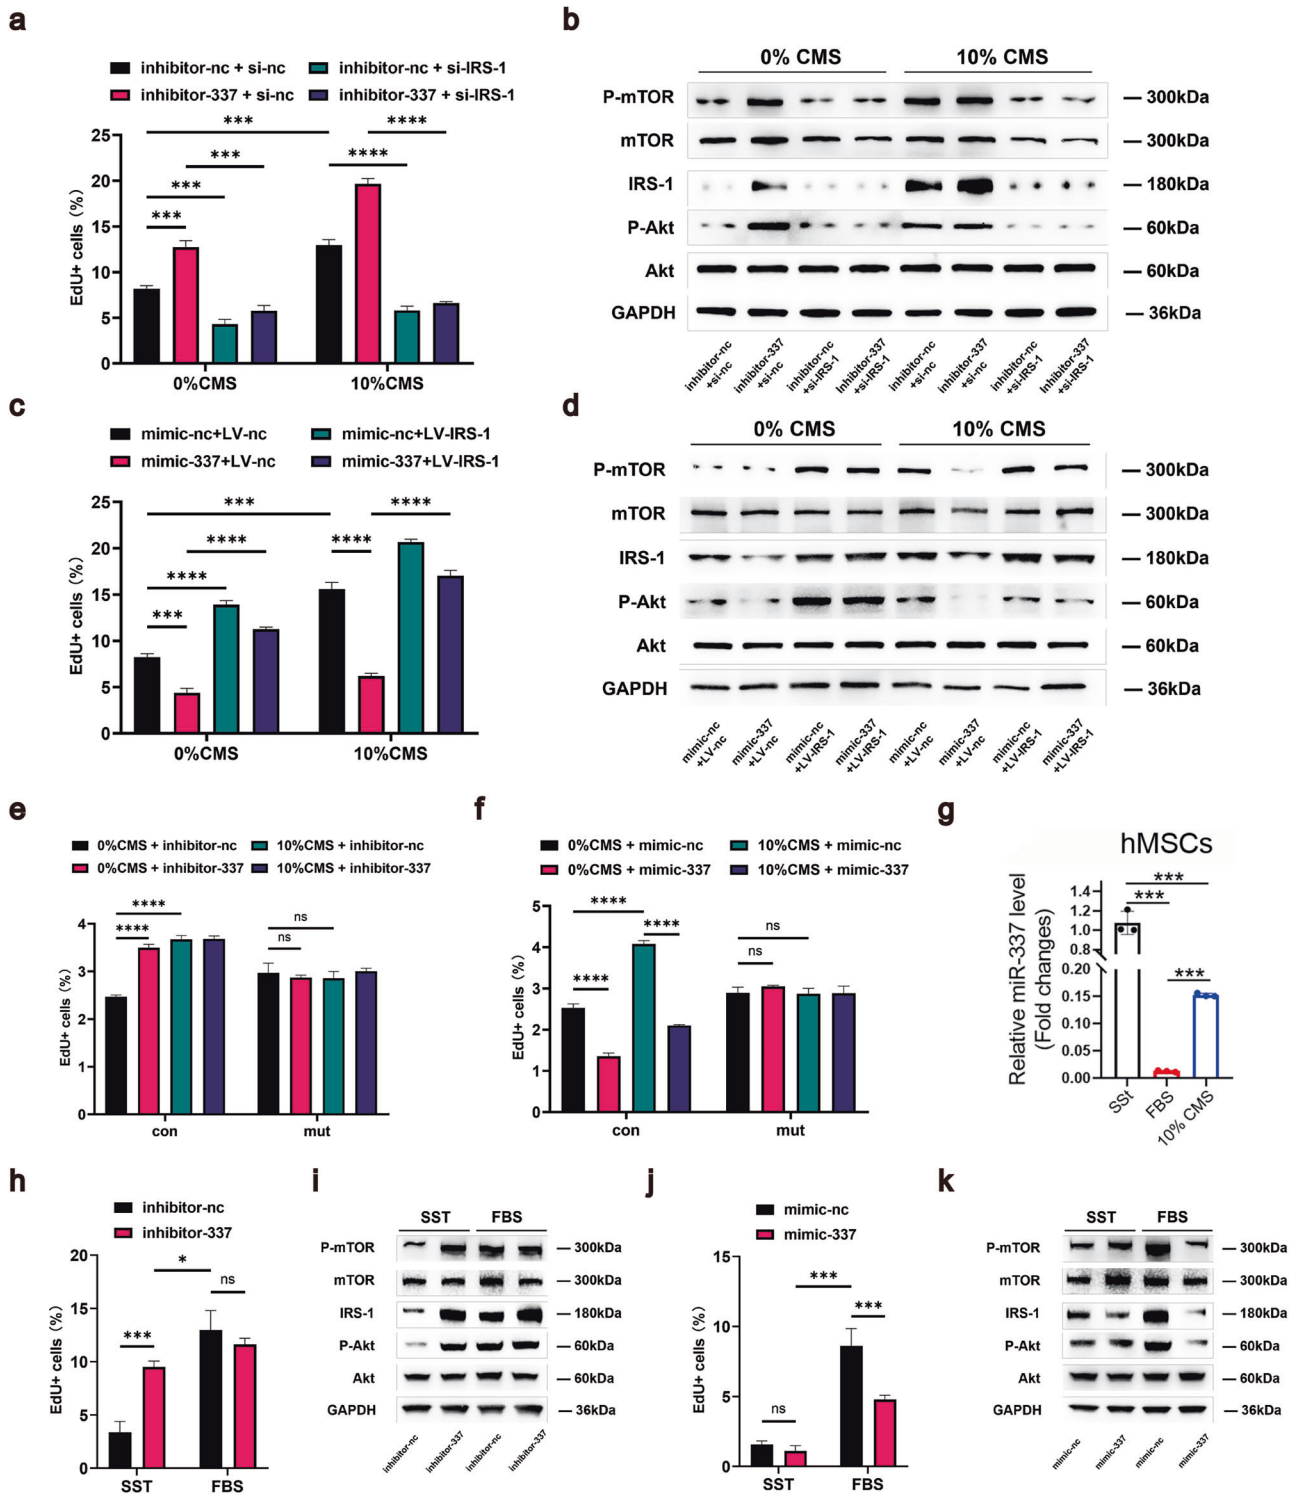 a
inhibitor-nc + si-nc
inhibitor-337 + si-nc
inhibitor-nc + si-IRS-1
inhibitor-337 + si-IRS-1
EdU+ cells (%)
25
20
15
10
5
0
***
***
***
***
****
****
0%CMS
10%CMS
b
0% CMS
10% CMS
P-mTOR
300kDa
mTOR
300kDa
IRS-1
180kDa
P-Akt
60kDa
Akt
60kDa
GAPDH
36kDa
inhibitor-nc
+si-nc
inhibitor-337
+si-nc
inhibitor-nc
+si-IRS-1
Inhibitor-337
+si-IRS-1
inhibitor-nc
+si-nc
inhibitor-337
+si-nc
inhibitor-nc
+si-IRS-1
Inhibitor-337
+si-IRS-1
c
mimic-nc+LV-nc
mimic-337+LV-nc
mimic-nc+LV-IRS-1
mimic-337+LV-IRS-1
EdU+ cells (%)
25
20
15
10
5
0
***
****
****
***
****
****
0%CMS
10%CMS
d
0% CMS
10% CMS
P-mTOR
300kDa
mTOR
300kDa
IRS-1
180kDa
P-Akt
60kDa
Akt
60kDa
GAPDH
36kDa
mimic-nc
+LV-nc
mimic-337
+LV-nc
mimic-nc
+LV-IRS-1
mimic-337
+LV-IRS-1
mimic-nc
+LV-nc
mimic-337
+LV-nc
mimic-nc
+LV-IRS-1
mimic-337
+LV-IRS-1
e
0%CMS + inhibitor-nc
0%CMS + inhibitor-337
10%CMS + inhibitor-nc
10%CMS + inhibitor-337
EdU+ cells (%)
4
3
2
1
0
****
****
ns
ns
con
mut
f
0%CMS + mimic-nc
0%CMS + mimic-337
10%CMS + mimic-nc
10%CMS + mimic-337
EdU+ cells (%)
5
4
3
2
1
0
****
****
****
ns
ns
con
mut
g
hMSCs
Relative miR-337 level
(Fold changes)
1.4
1.2
1.0
0.8
0.20
0.15
0.10
0.05
0.00
***
***
***
SSt
FBS
10% CMS
h
inhibitor-nc
inhibitor-337
EdU+ cells (%)
20
15
10
5
0
***
*
ns
SST
FBS
i
SST
FBS
P-mTOR
300kDa
mTOR
300kDa
IRS-1
180kDa
P-Akt
60kDa
Akt
60kDa
GAPDH
36kDa
inhibitor-nc
inhibitor-337
inhibitor-nc
inhibitor-337
j
mimic-nc
mimic-337
EdU+ cells (%)
15
10
5
0
ns
***
***
SST
FBS
k
SST
FBS
P-mTOR
300kDa
mTOR
300kDa
IRS-1
180kDa
P-Akt
60kDa
Akt
60kDa
GAPDH
36kDa
mimic-nc
mimic-337
mimic-nc
mimic-337